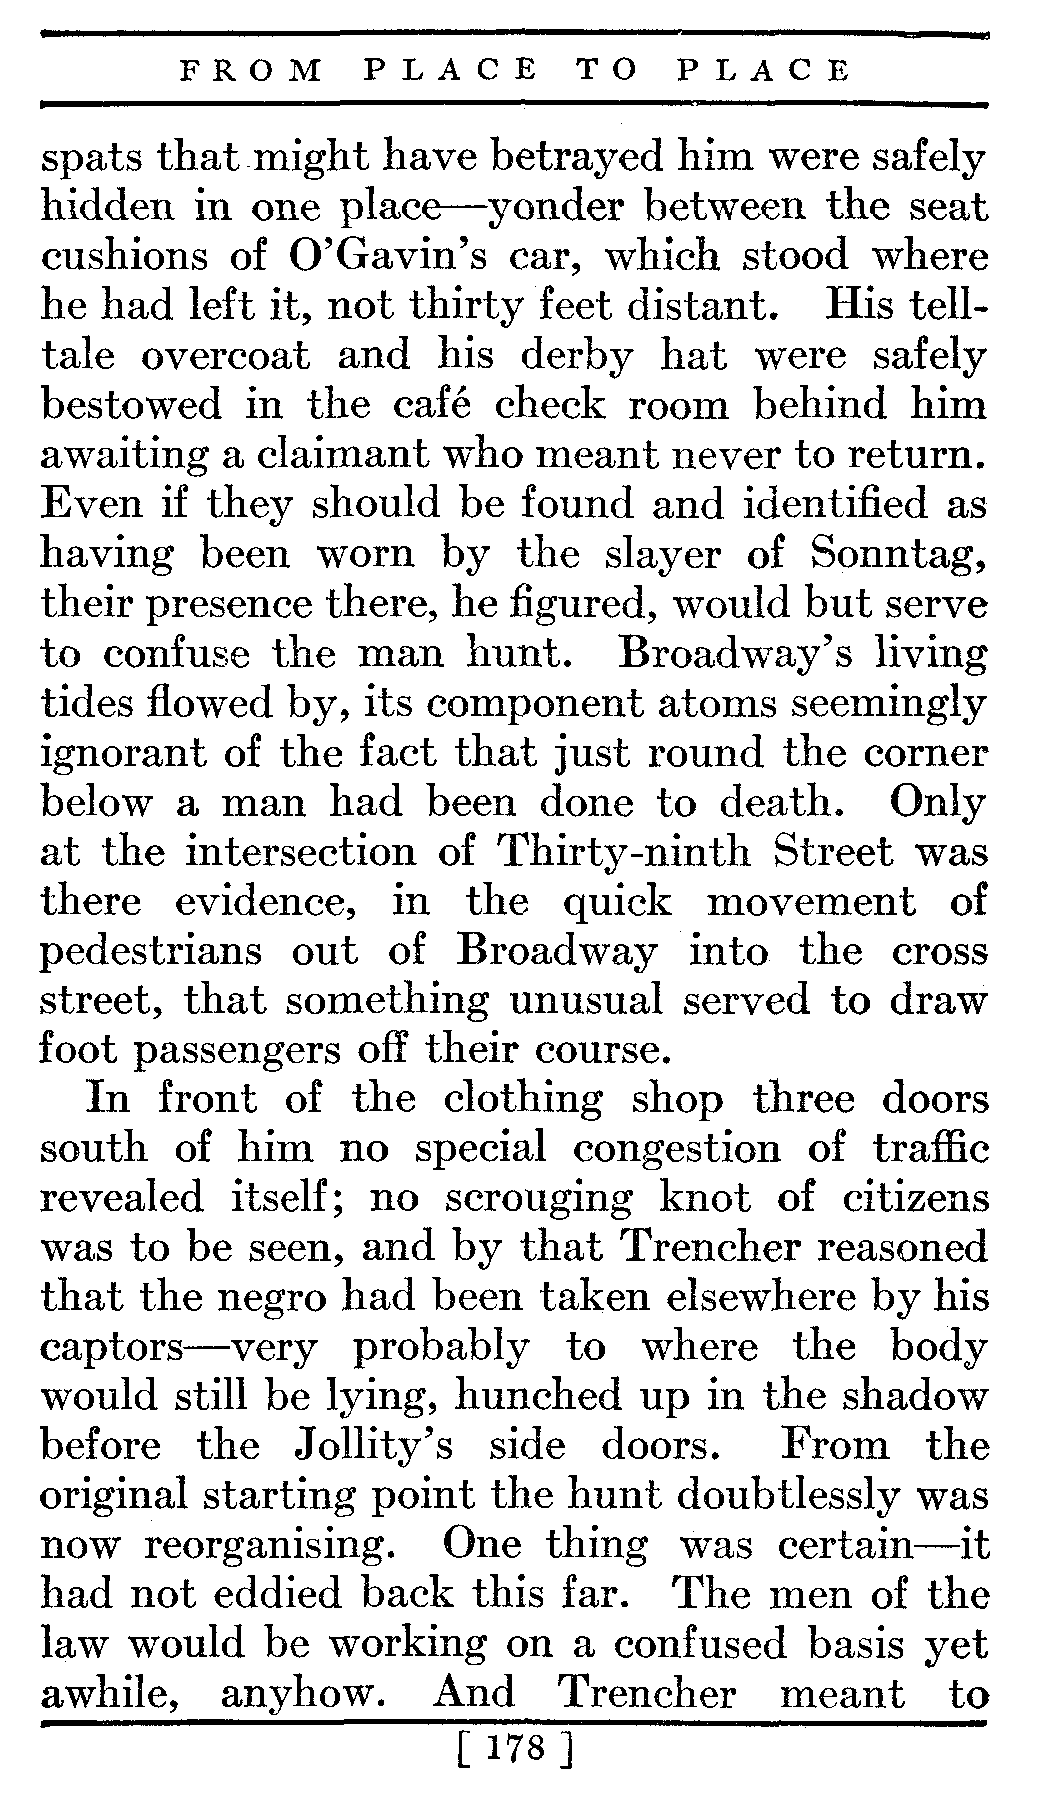 FROM PLACE TO PLACE
spats that might have betrayed him were safely
hidden in one place—yonder between the seat
cushions of O'Gavin's car, which stood where
he had left it, not thirty feet distant. His tell-
tale overcoat and his derby hat were safely
bestowed in the café check room behind him
awaiting a claimant who meant never to return.
Even if they should be found and identified as
having been worn by the slayer of Sonntag,
their presence there, he figured, would but serve
to confuse the man hunt. Broadway's living
tides flowed by, its component atoms seemingly
ignorant of the fact that just round the corner
below a man had been done to death. Only
at the intersection of Thirty-ninth Street was
there evidence, in the quick movement of
pedestrians out of Broadway into the cross
street, that something unusual served to draw
foot passengers off their course.
In front of the clothing shop three doors
south of him no special congestion of traffic
revealed itself; no scrouging knot of citizens
was to be seen, and by that Trencher reasoned
that the negro had been taken elsewhere by his
captors—very probably to where the body
would still be lying, hunched up in the shadow
before the Jollity's side doors. From the
original starting point the hunt doubtlessly was
now reorganising. One thing was certain—it
had not eddied back this far. The men of the
law would be working on a confused basis yet
awhile, anyhow. And Trencher meant to
[ 178 ]